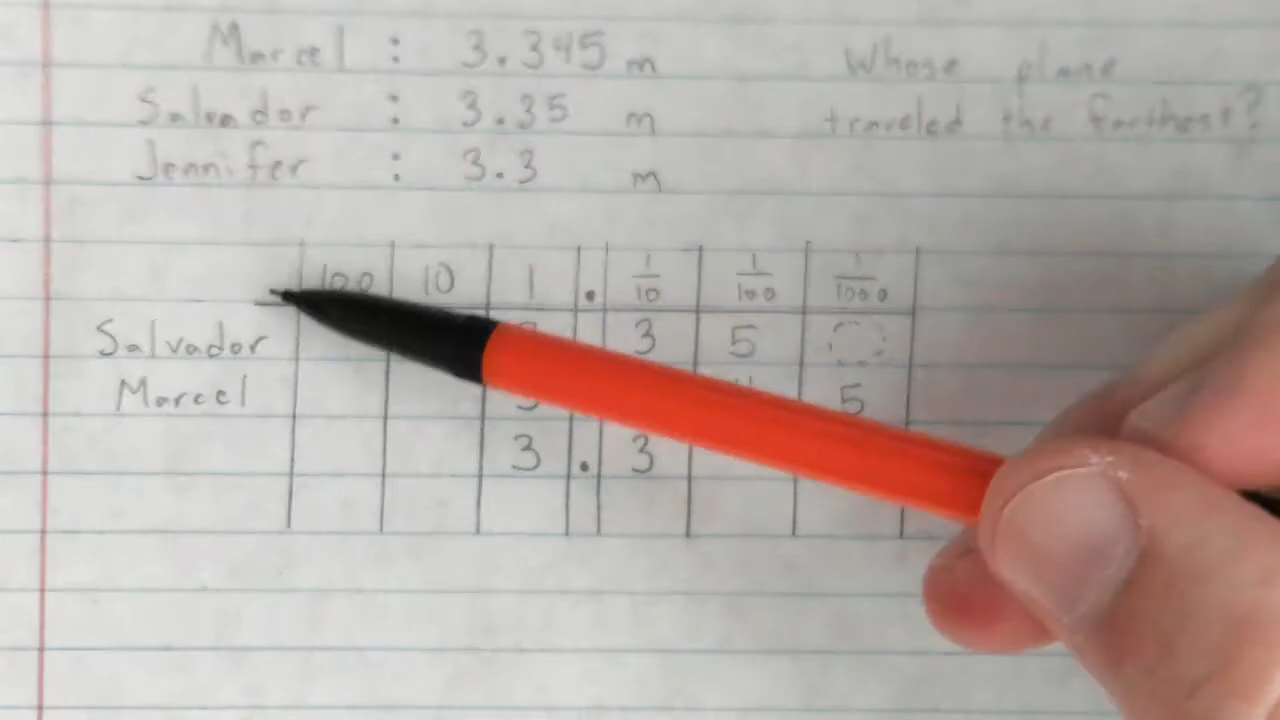 Marcel : 3.345 m
Salvador : 3.35 m
Jennifer : 3.3 m
Whose plane
traveled the farthest?
100 10 1 . 1/10 1/100 1/1000
Salvador 3 5
Marcel 5
3 . 3